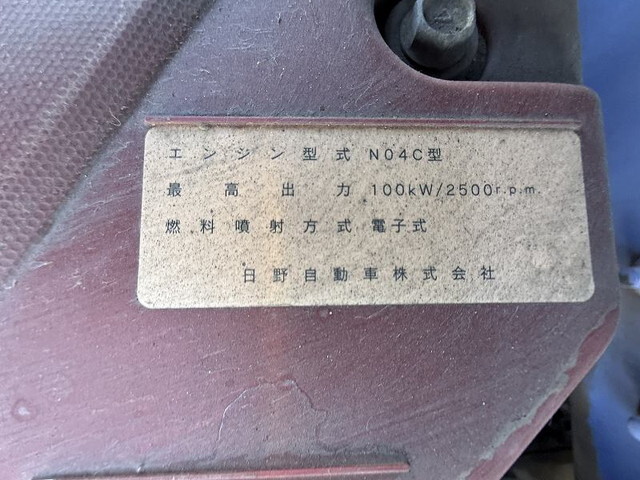 エンジン型式 N04C型
最高出力 100kW/2500r.p.m.
燃料噴射方式 電子式
日野自動車株式会社